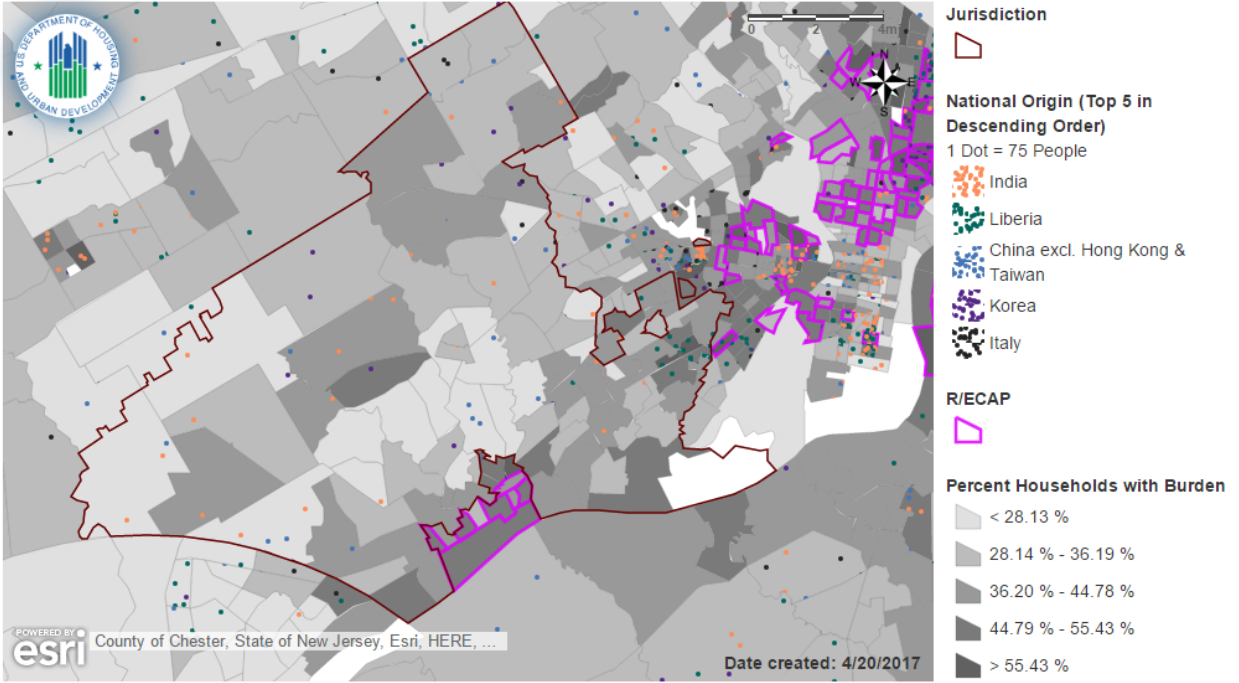 U.S. DEPARTMENT OF HOUSING
AND URBAN DEVELOPMENT
0 2 4mi
N
W E
S
POWERED BY
esri
County of Chester, State of New Jersey, Esri, HERE, ...
Date created: 4/20/2017
Jurisdiction
National Origin (Top 5 in
Descending Order)
1 Dot = 75 People
India
Liberia
China excl. Hong Kong &
Taiwan
Korea
Italy
R/ECAP
Percent Households with Burden
< 28.13 %
28.14 % - 36.19 %
36.20 % - 44.78 %
44.79 % - 55.43 %
> 55.43 %